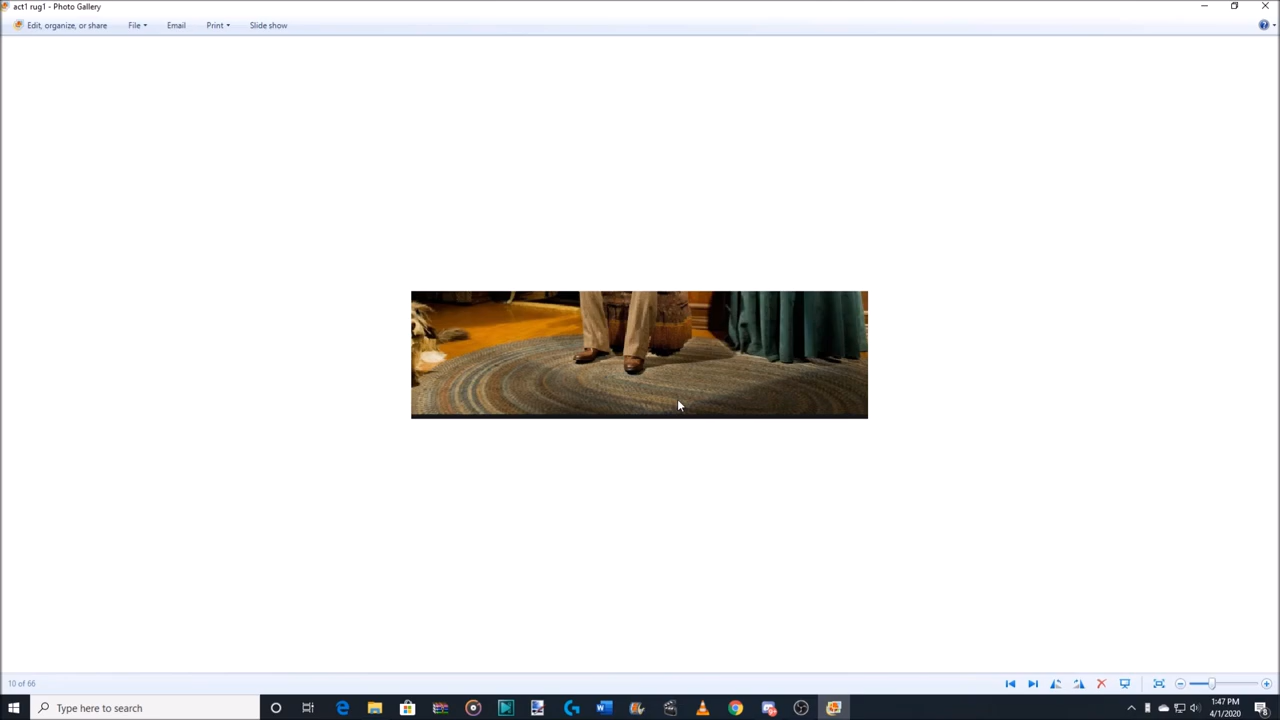 act1 rug1 - Photo Gallery
Edit, organize, or share File Email Print Slide show
10 of 66
Type here to search
1:47 PM
4/1/2020